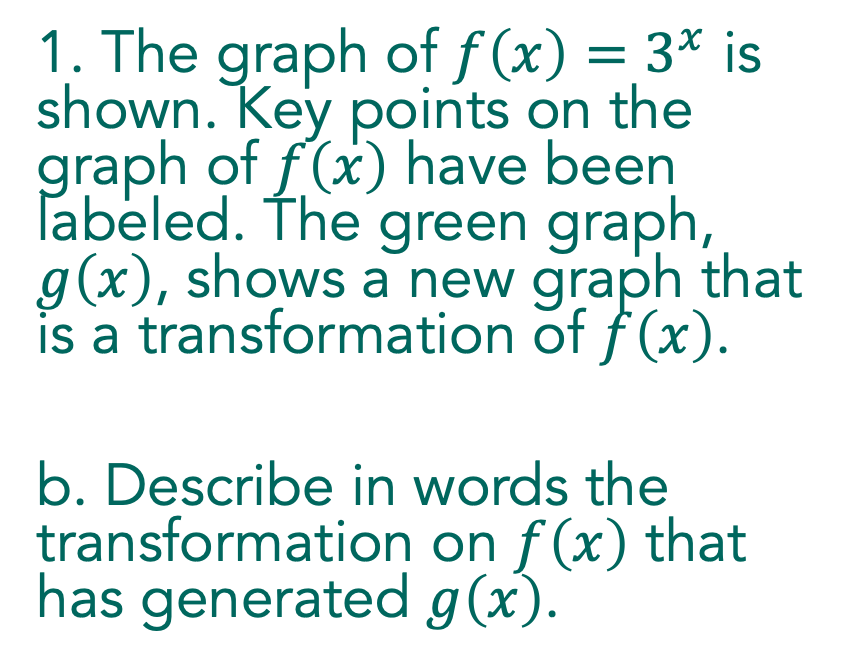 1. The graph of f(x) = 3ˣ is
shown. Key points on the
graph of f(x) have been
labeled. The green graph,
g(x), shows a new graph that
is a transformation of f(x).
b. Describe in words the
transformation on f(x) that
has generated g(x).